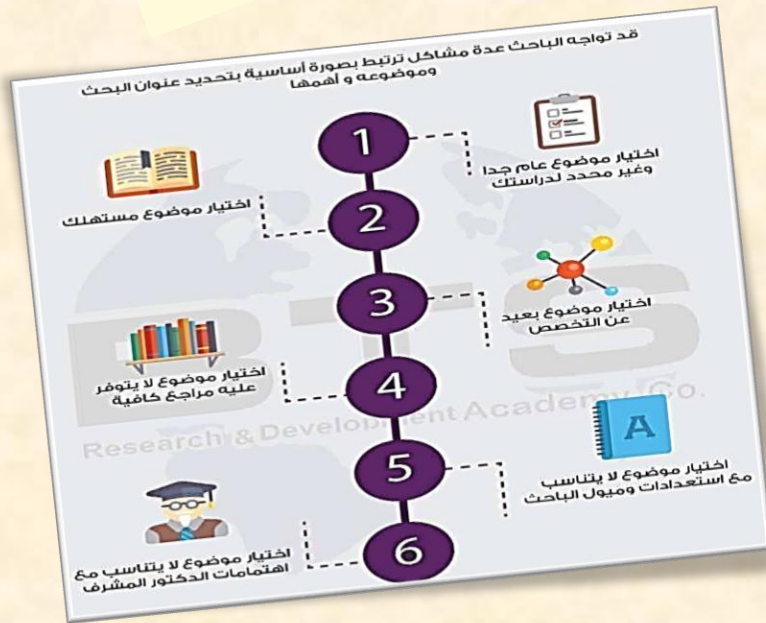 قد تواجه الباحث عدة مشاكل ترتبط بصورة أساسية بتحديد عنوان البحث
وموضوعه و أهمها
1
اختيار موضوع عام جدا
وغير محدد لدراستك
2
اختيار موضوع مستهلك
3
اختيار موضوع بعيد
عن التخصص
4
اختيار موضوع لا يتوفر
عليه مراجع كافية
5
اختيار موضوع لا يتناسب
مع استعدادات وميول الباحث
A
6
اختيار موضوع لا يتناسب مع
اهتمامات الدكتور المشرف
BTS
Research & Development Academy Co.